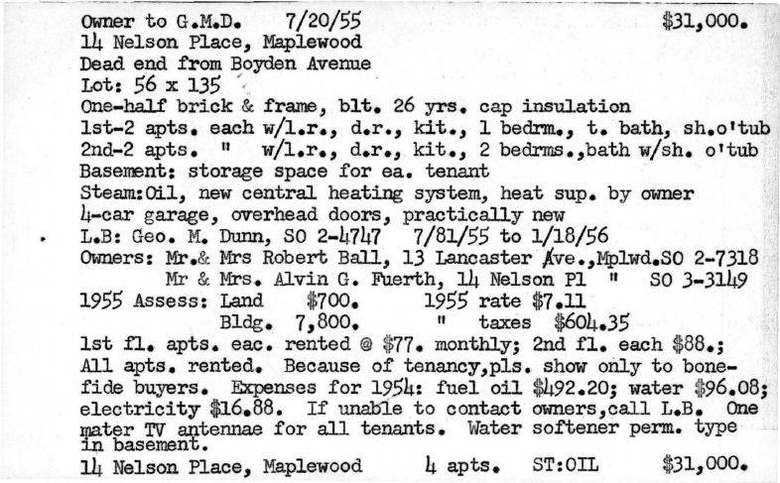 Owner to G.M.D. 7/20/55 $31,000.
14 Nelson Place, Maplewood
Dead end from Boyden Avenue
Lot: 56 x 135
One-half brick & frame, blt. 26 yrs. cap insulation
1st-2 apts. each w/l.r., d.r., kit., 1 bedrm., t. bath, sh.o'tub
2nd-2 apts. " w/l.r., d.r., kit., 2 bedrms.,bath w/sh. o'tub
Basement: storage space for ea. tenant
Steam:Oil, new central heating system, heat sup. by owner
4-car garage, overhead doors, practically new
L.B: Geo. M. Dunn, SO 2-4747 7/81/55 to 1/18/56
Owners: Mr.& Mrs Robert Ball, 13 Lancaster Ave.,Mplwd.SO 2-7318
Mr & Mrs. Alvin G. Fuerth, 14 Nelson Pl " SO 3-3149
1955 Assess: Land $700. 1955 rate $7.11
Bldg. 7,800. " taxes $604.35
1st fl. apts. eac. rented @ $77. monthly; 2nd fl. each $88.;
All apts. rented. Because of tenancy,pls. show only to bone-
fide buyers. Expenses for 1954: fuel oil $492.20; water $96.08;
electricity $16.88. If unable to contact owners,call L.B. One
mater TV antennae for all tenants. Water softener perm. type
in basement.
14 Nelson Place, Maplewood 4 apts. ST:OIL $31,000.